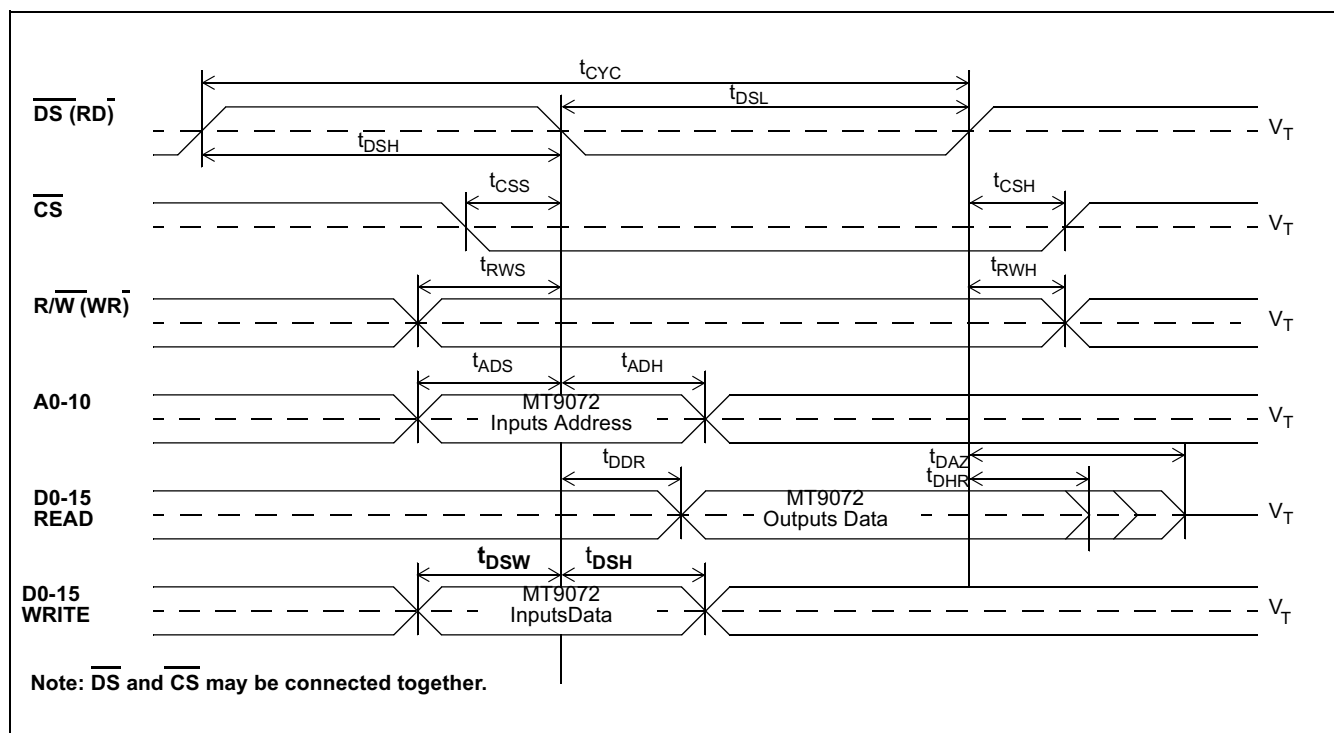 tCYC
DS (RD)
tDSL
VT
tDSH
CS
tCSS
tCSH
VT
R/W (WR)
tRWS
tRWH
VT
A0-10
tADS
tADH
MT9072
Inputs Address
VT
D0-15
READ
tDDR
tDAZ
tDHR
MT9072
Outputs Data
VT
D0-15
WRITE
tDSW
tDSH
MT9072
InputsData
VT
Note: DS and CS may be connected together.